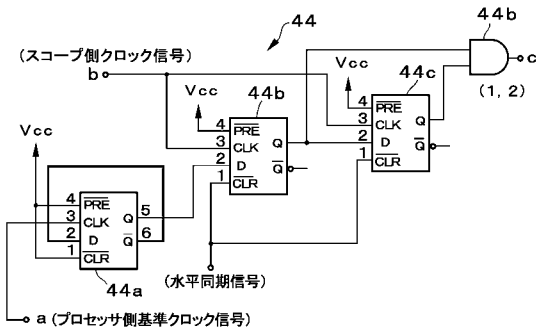 44
44b
(スコープ側クロック信号)
b
c
(1, 2)
Vcc
44b
4 PRE
3 CLK Q
2 D
1 CLR Q
Vcc
44c
4 PRE
3 CLK Q
2 D
1 CLR Q
Vcc
4 PRE
3 CLK Q 5
2 D Q 6
1 CLR
44a
(水平同期信号)
a (プロセッサ側基準クロック信号)